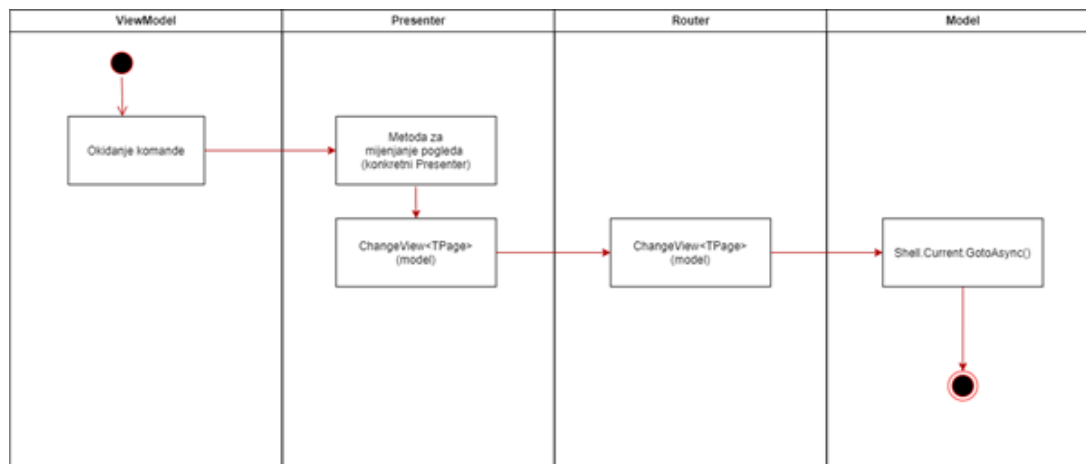 ViewModel
Presenter
Router
Model
Okidanje komande
Metoda za
mijenjanje pogleda
(konkretni Presenter)
ChangeView<TPage>
(model)
ChangeView<TPage>
(model)
Shell.Current.GotoAsync()